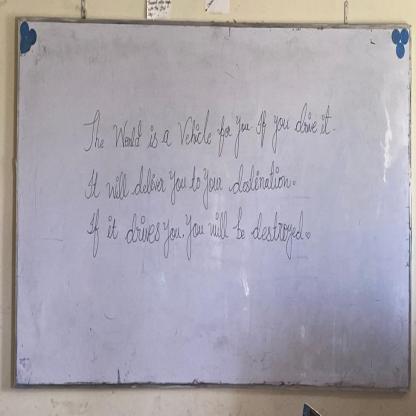 The World is a Vehicle for You If you drive it.
It will deliver You to Your destination.
If it drives You. You will be destroyed.